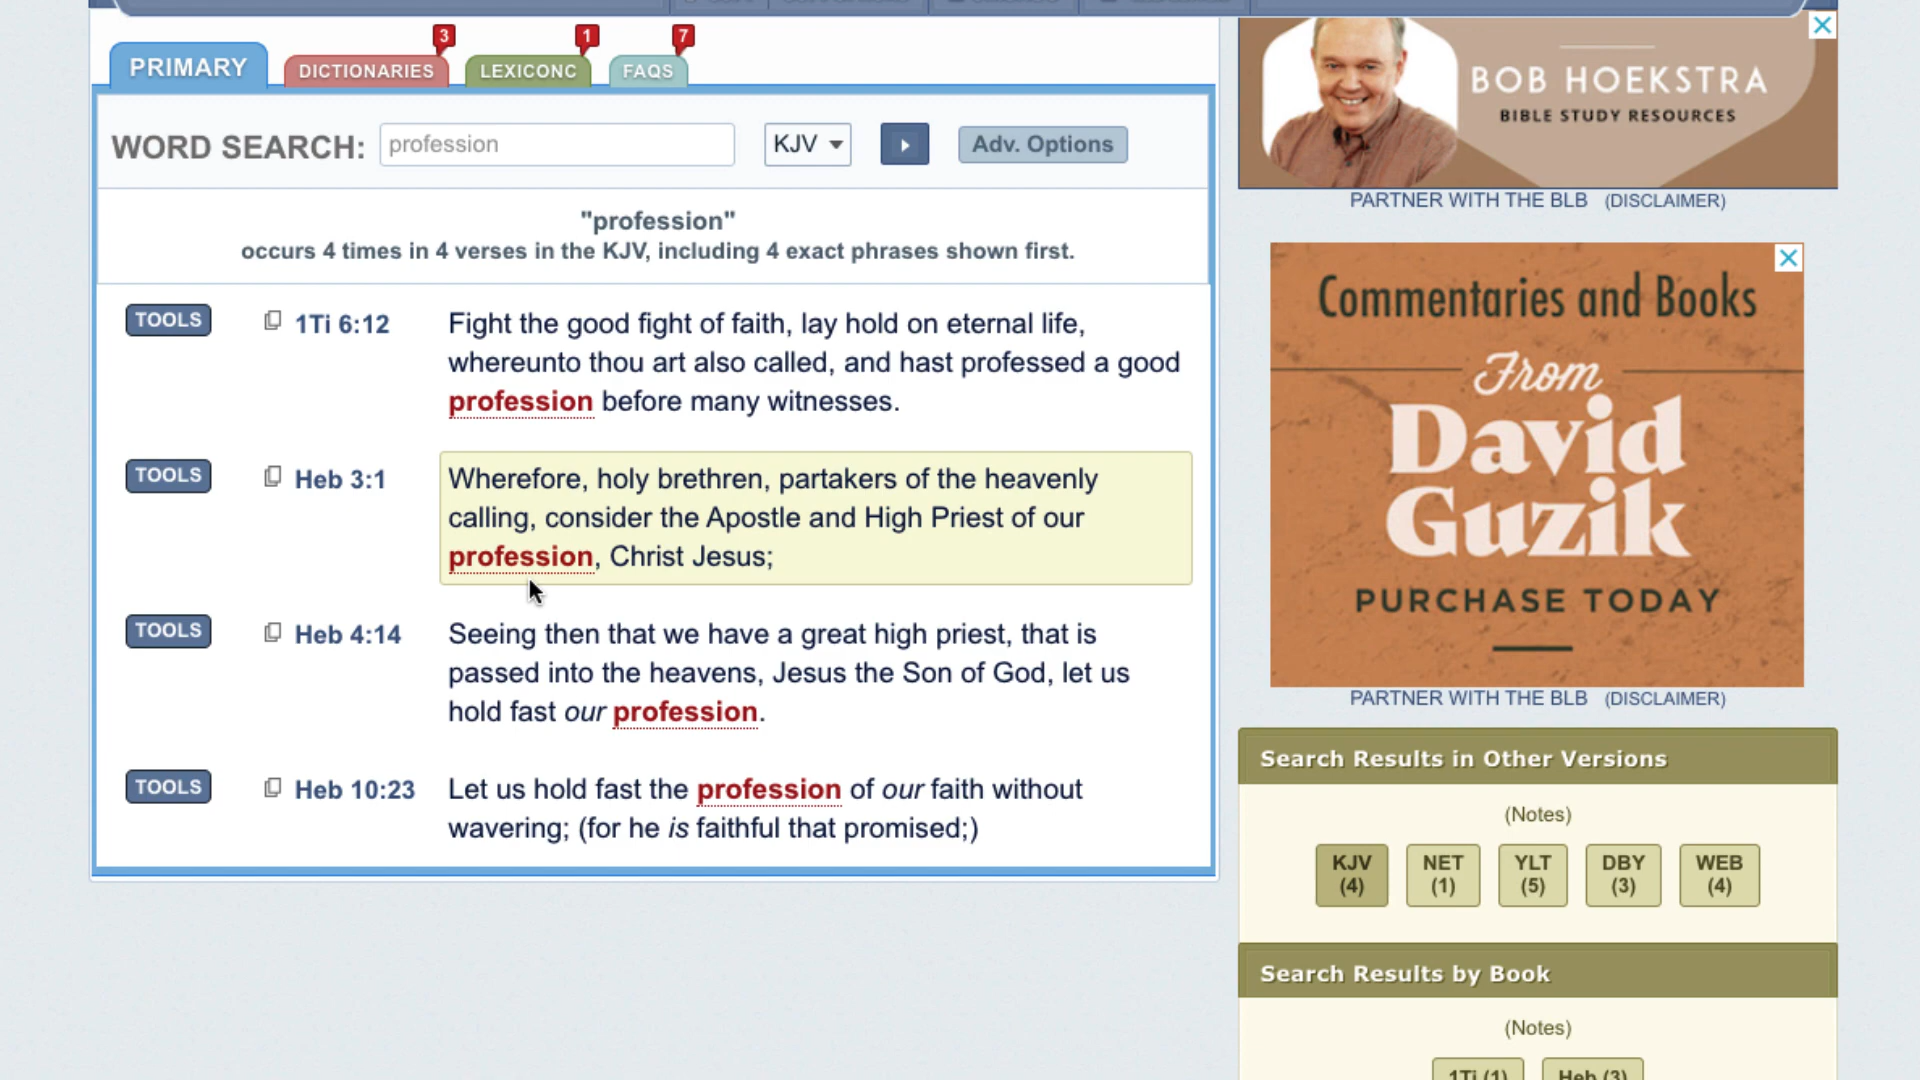 PRIMARY
DICTIONARIES
3
LEXICONC
1
FAQS
7
WORD SEARCH:
profession
KJV
Adv. Options
"profession"
occurs 4 times in 4 verses in the KJV, including 4 exact phrases shown first.
TOOLS
1Ti 6:12
Fight the good fight of faith, lay hold on eternal life,
whereunto thou art also called, and hast professed a good
profession before many witnesses.
TOOLS
Heb 3:1
Wherefore, holy brethren, partakers of the heavenly
calling, consider the Apostle and High Priest of our
profession, Christ Jesus;
TOOLS
Heb 4:14
Seeing then that we have a great high priest, that is
passed into the heavens, Jesus the Son of God, let us
hold fast our profession.
TOOLS
Heb 10:23
Let us hold fast the profession of our faith without
wavering; (for he is faithful that promised;)
BOB HOEKSTRA
BIBLE STUDY RESOURCES
PARTNER WITH THE BLB (DISCLAIMER)
Commentaries and Books
From
David
Guzik
PURCHASE TODAY
PARTNER WITH THE BLB (DISCLAIMER)
Search Results in Other Versions
(Notes)
KJV (4)
NET (1)
YLT (5)
DBY (3)
WEB (4)
Search Results by Book
(Notes)
1Ti (1)
Heb (3)